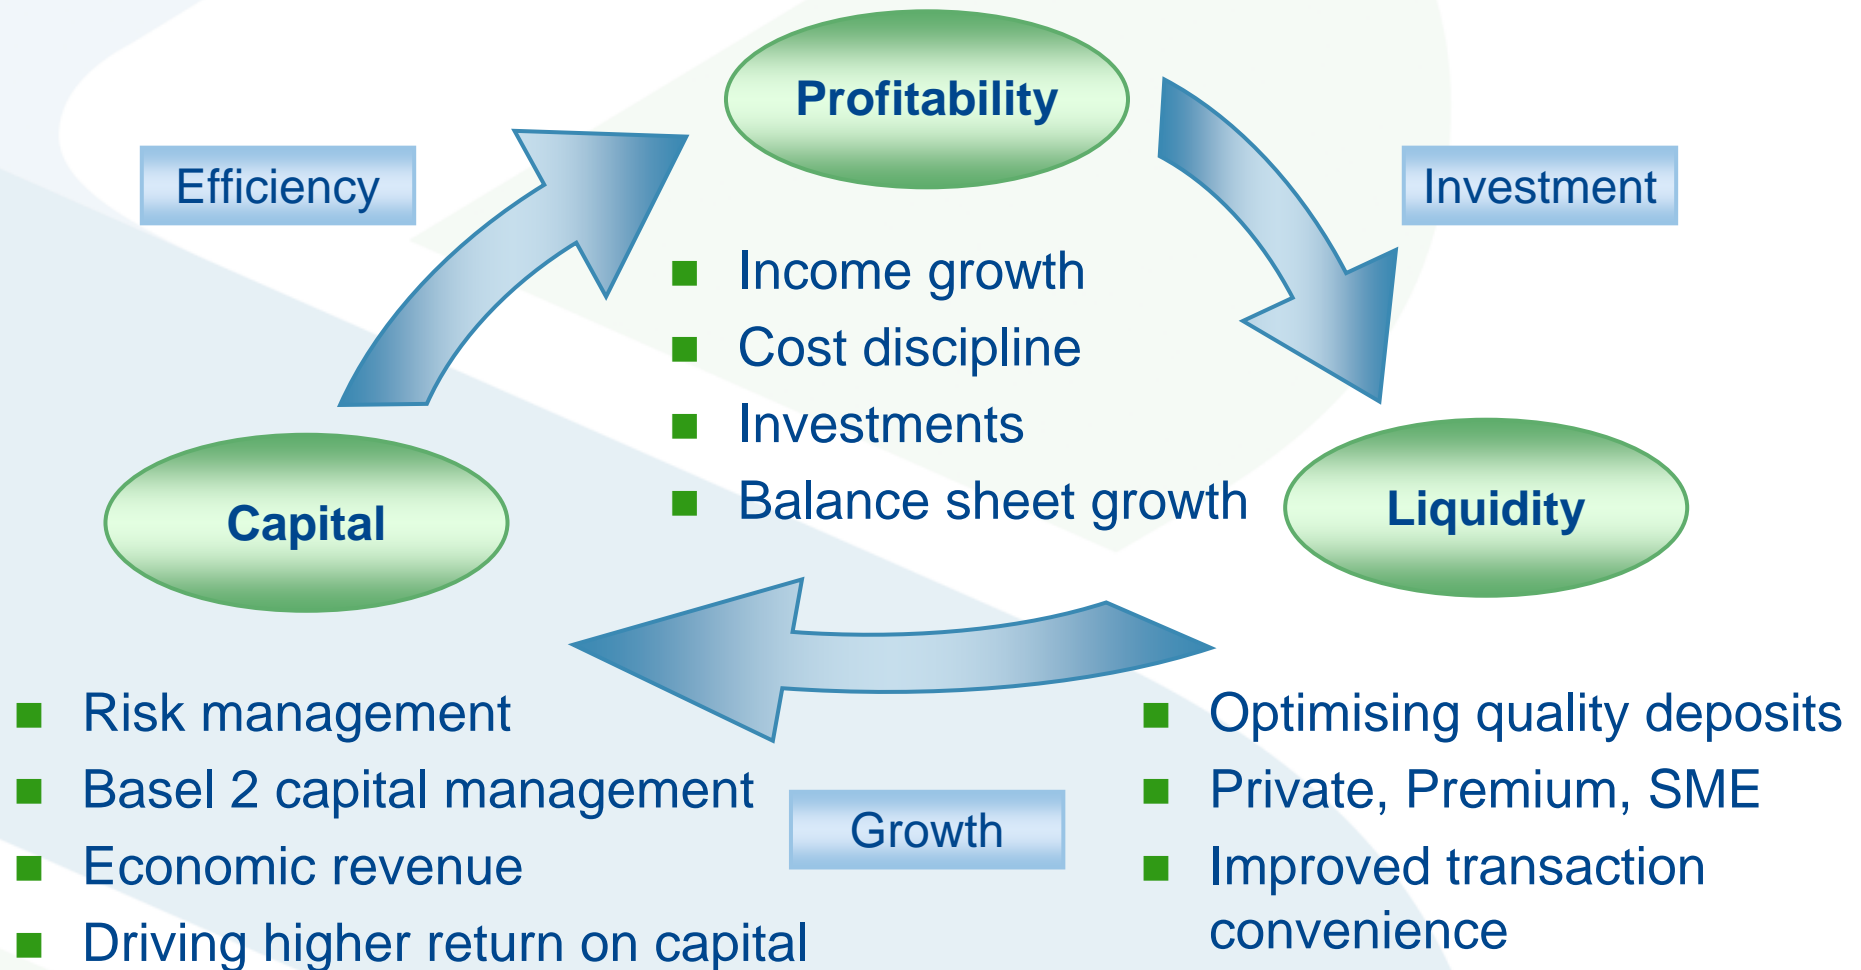 Profitability
Efficiency
Investment
Income growth
Cost discipline
Investments
Balance sheet growth
Capital
Liquidity
Risk management
Basel 2 capital management
Economic revenue
Driving higher return on capital
Growth
Optimising quality deposits
Private, Premium, SME
Improved transaction
convenience